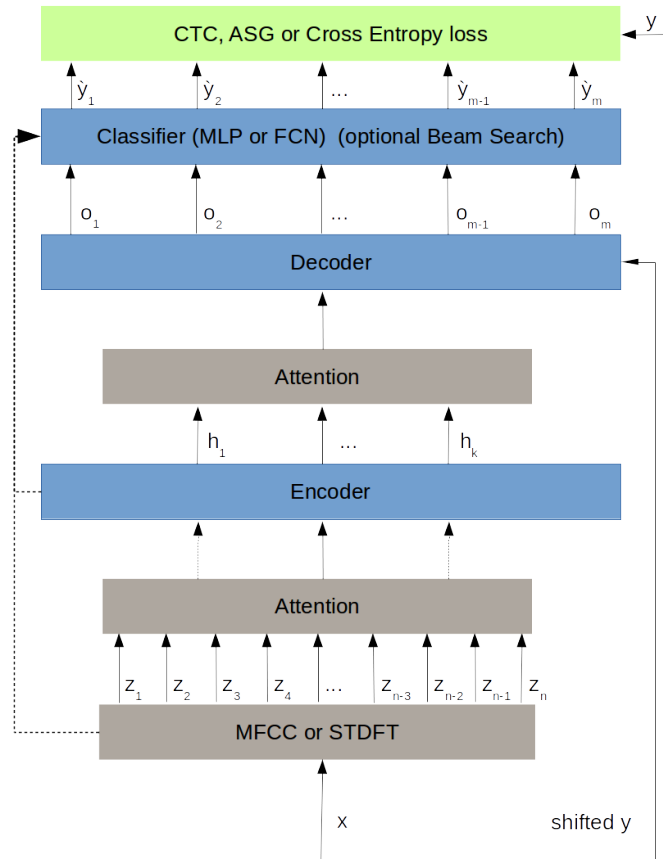 CTC, ASG or Cross Entropy loss
y
ỳ1 ỳ2 ... ỳm-1 ỳm
Classifier (MLP or FCN) (optional Beam Search)
o1 o2 ... om-1 om
Decoder
Attention
h1 ... hk
Encoder
Attention
z1 z2 z3 z4 ... zn-3 zn-2 zn-1 zn
MFCC or STDFT
x
shifted y